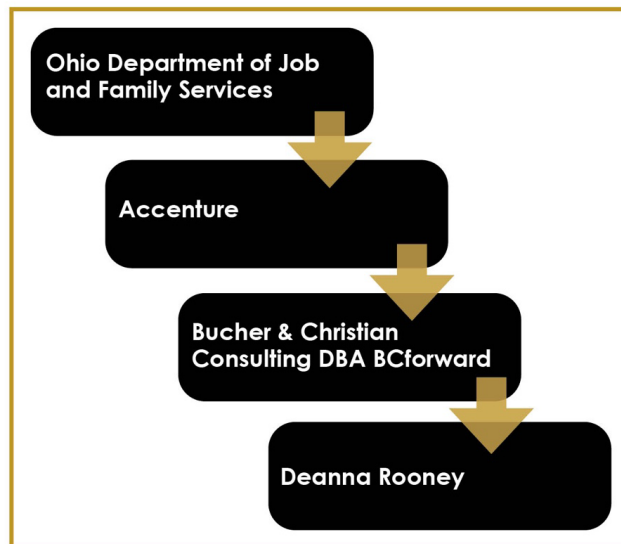 Ohio Department of Job
and Family Services
Accenture
Bucher & Christian
Consulting DBA BCforward
Deanna Rooney